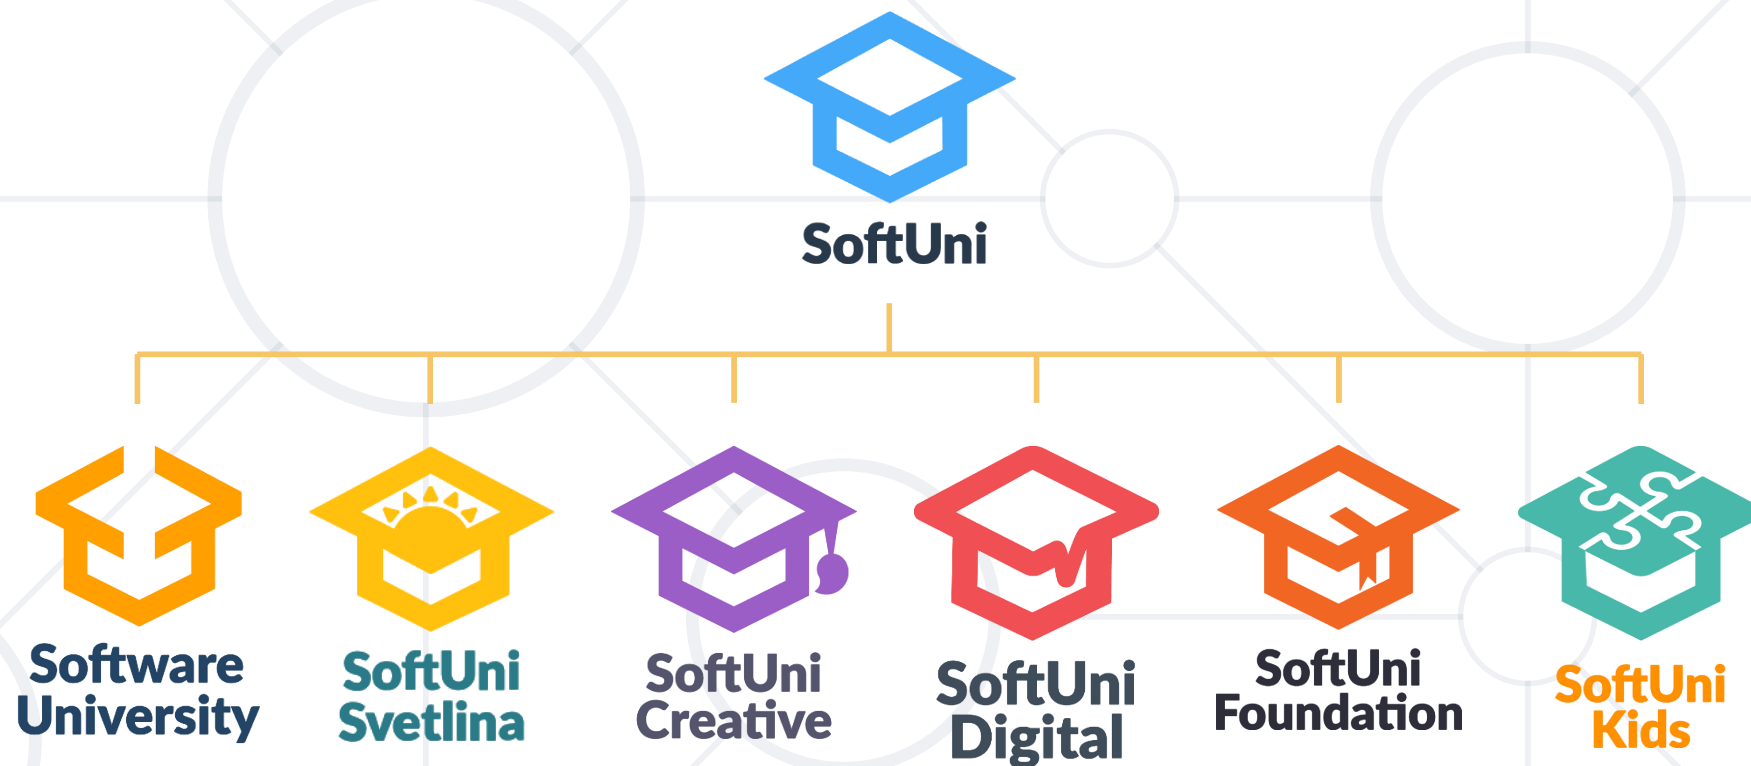 SoftUni
Software
University
SoftUni
Svetlina
SoftUni
Creative
SoftUni
Digital
SoftUni
Foundation
SoftUni
Kids